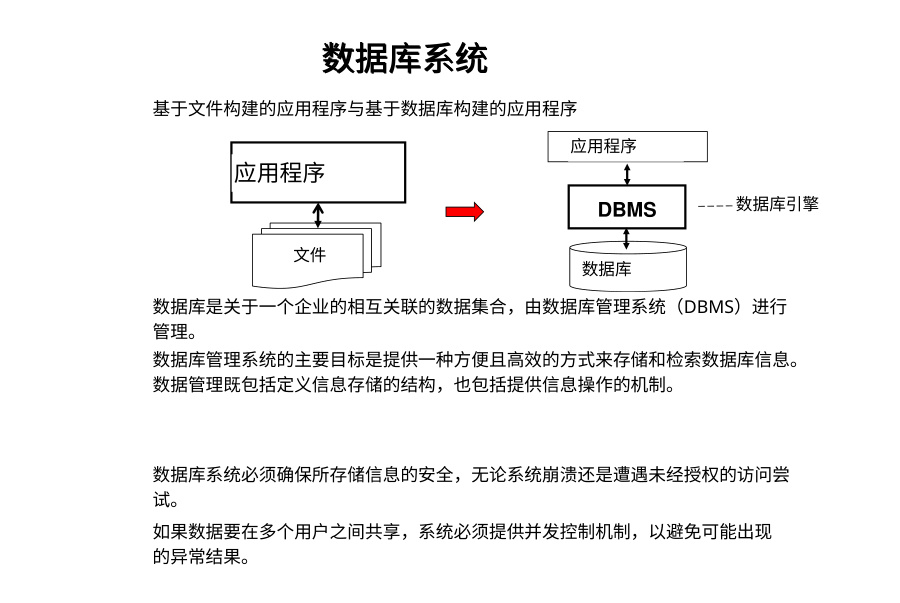 数据库系统
基于文件构建的应用程序与基于数据库构建的应用程序
应用程序
文件
应用程序
DBMS
数据库引擎
数据库
数据库是关于一个企业的相互关联的数据集合，由数据库管理系统（DBMS）进行
管理。
数据库管理系统的主要目标是提供一种方便且高效的方式来存储和检索数据库信息。
数据管理既包括定义信息存储的结构，也包括提供信息操作的机制。
数据库系统必须确保所存储信息的安全，无论系统崩溃还是遭遇未经授权的访问尝
试。
如果数据要在多个用户之间共享，系统必须提供并发控制机制，以避免可能出现
的异常结果。